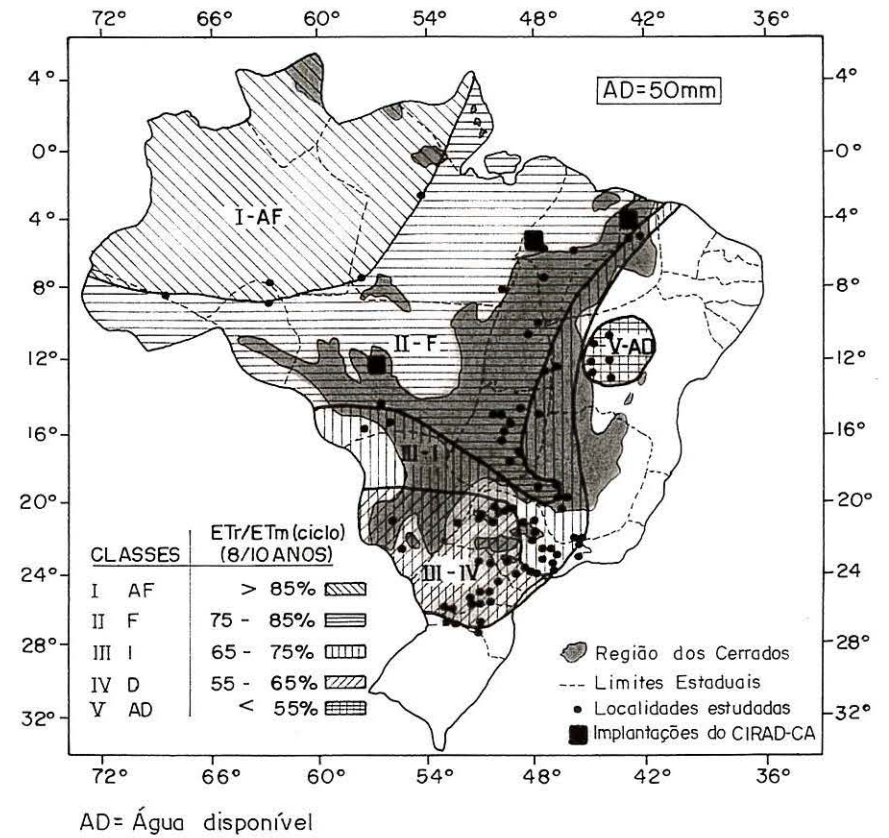 72° 66° 60° 54° 48° 42° 36°
4° 4°
AD=50mm
0° 0°
I-AF
4° 4°
8° 8°
V-AD
II-F
12° 12°
16° 16°
III-I
20° 20°
CLASSES ETr/ETm (ciclo) (8/10 ANOS)
III-IV
24° 24°
I AF > 85%
II F 75 - 85%
28° 28°
III I 65 - 75%
Região dos Cerrados
IV D 55 - 65%
Limites Estaduais
V AD < 55%
Localidades estudadas
32° 32°
Implantações do CIRAD-CA
72° 66° 60° 54° 48° 42° 36°
AD= Água disponível